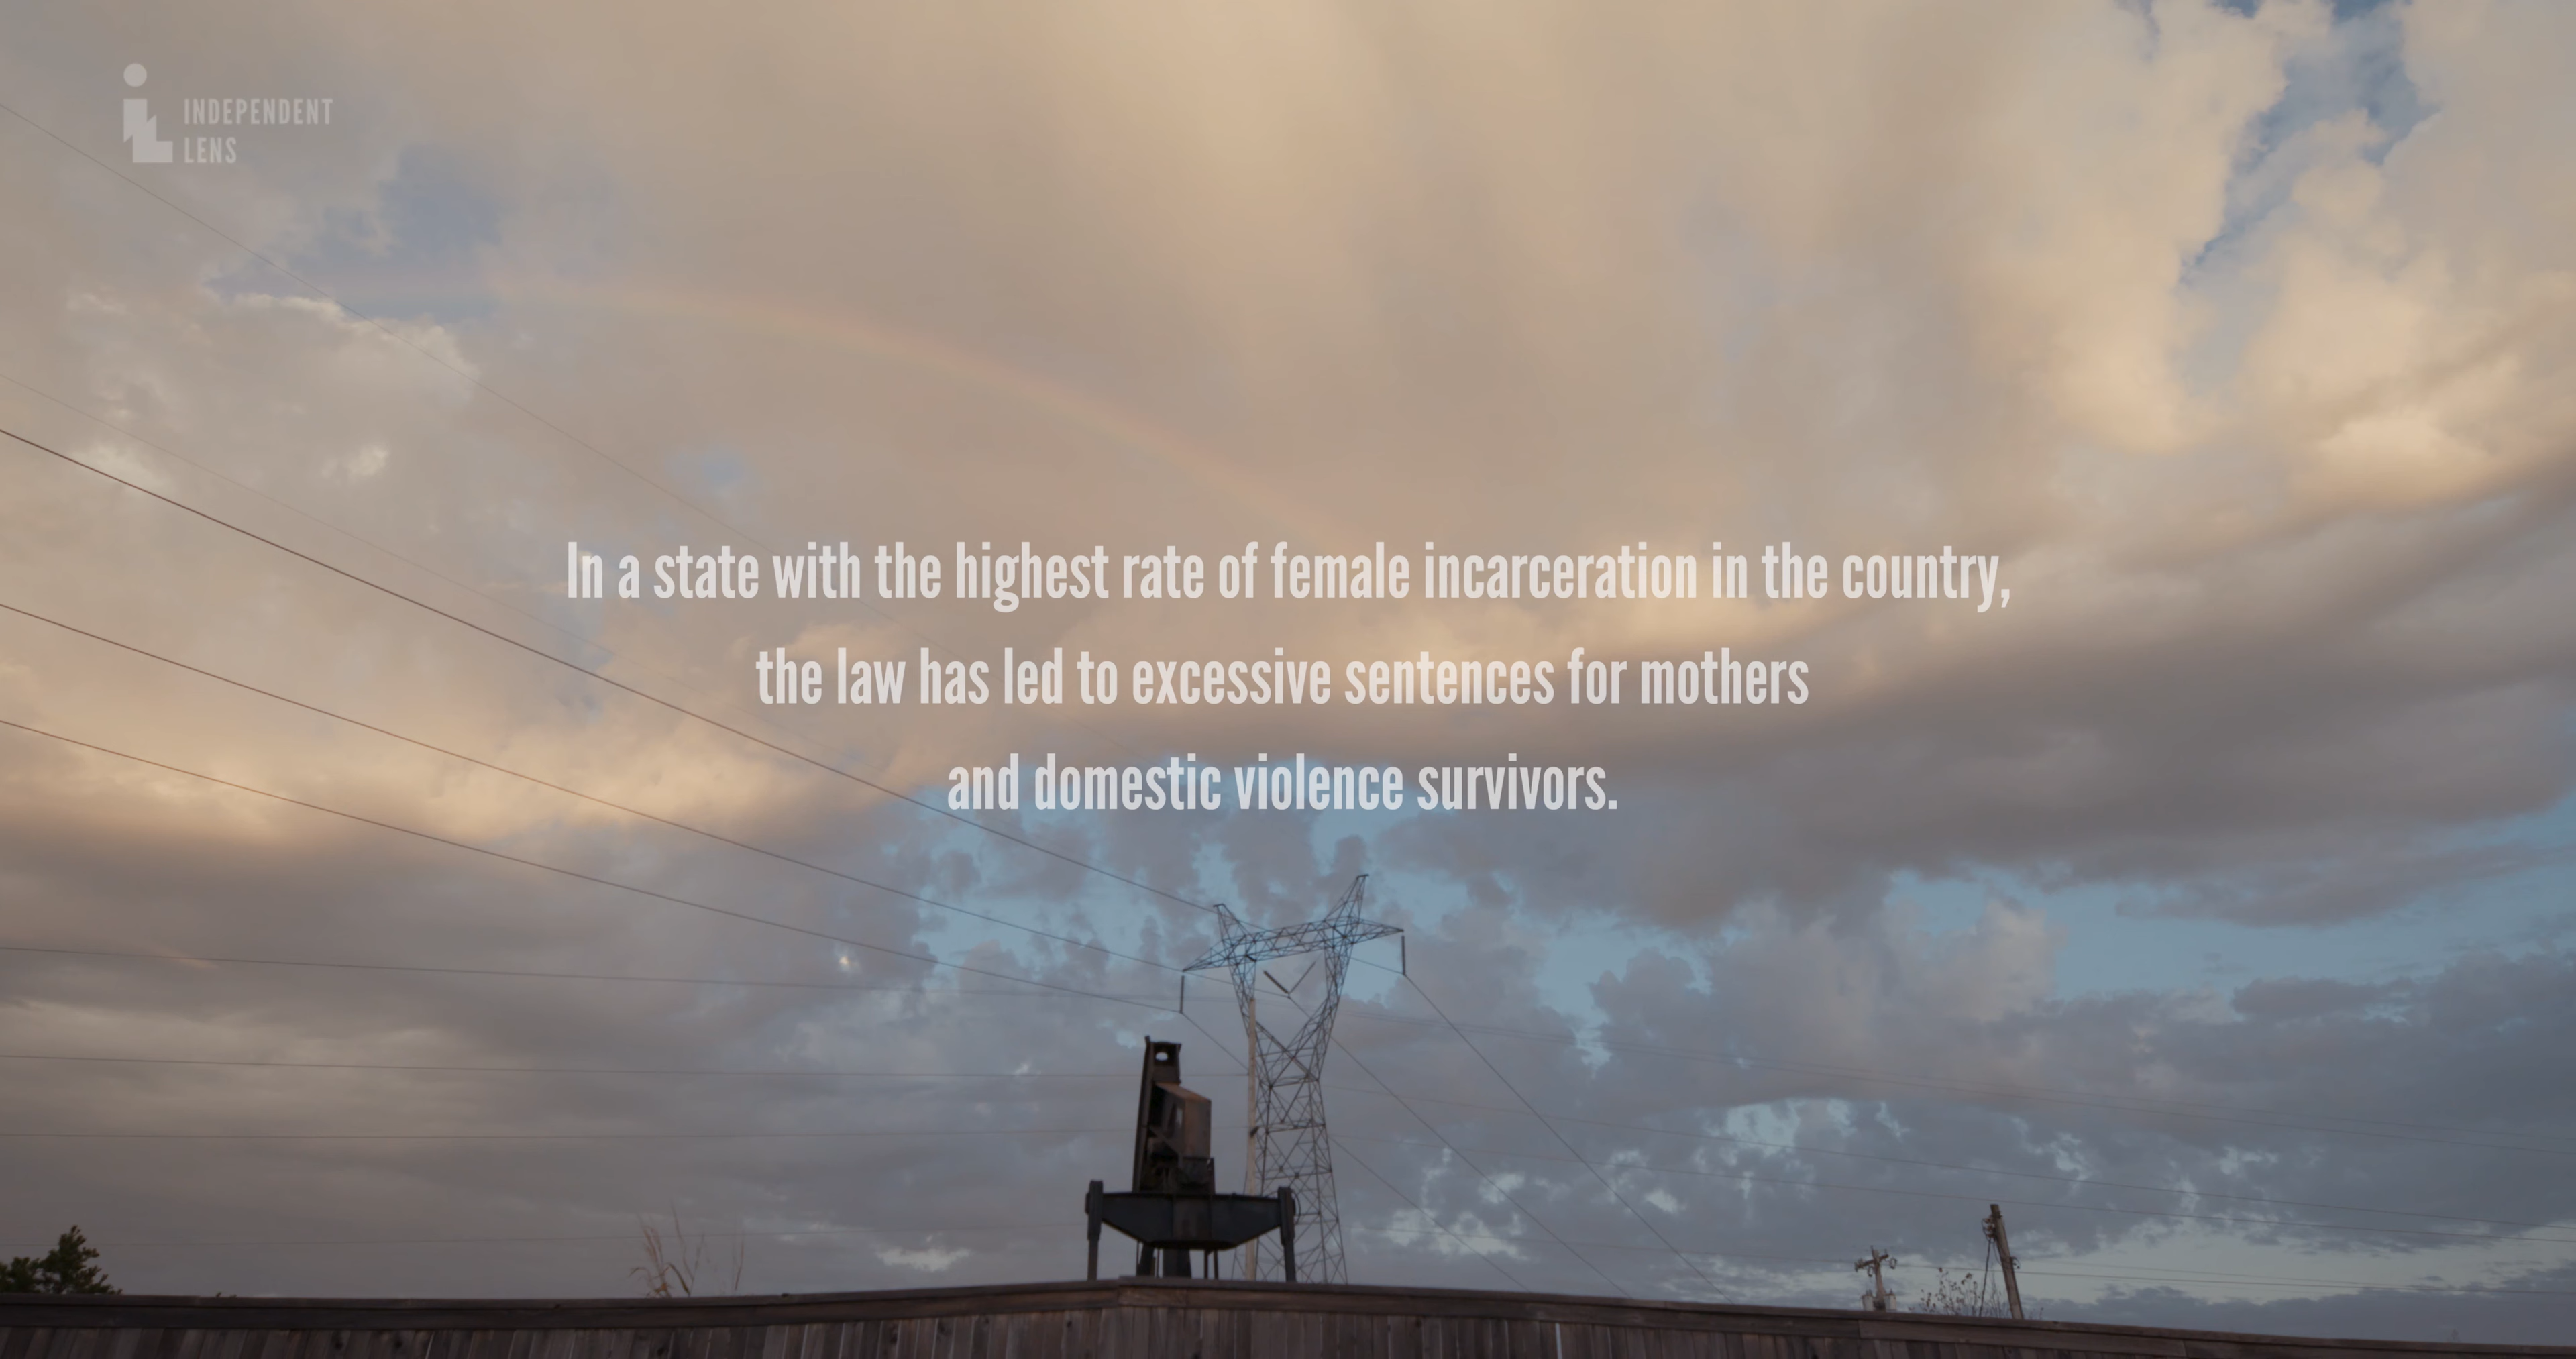 INDEPENDENT
LENS
In a state with the highest rate of female incarceration in the country,
the law has led to excessive sentences for mothers
and domestic violence survivors.